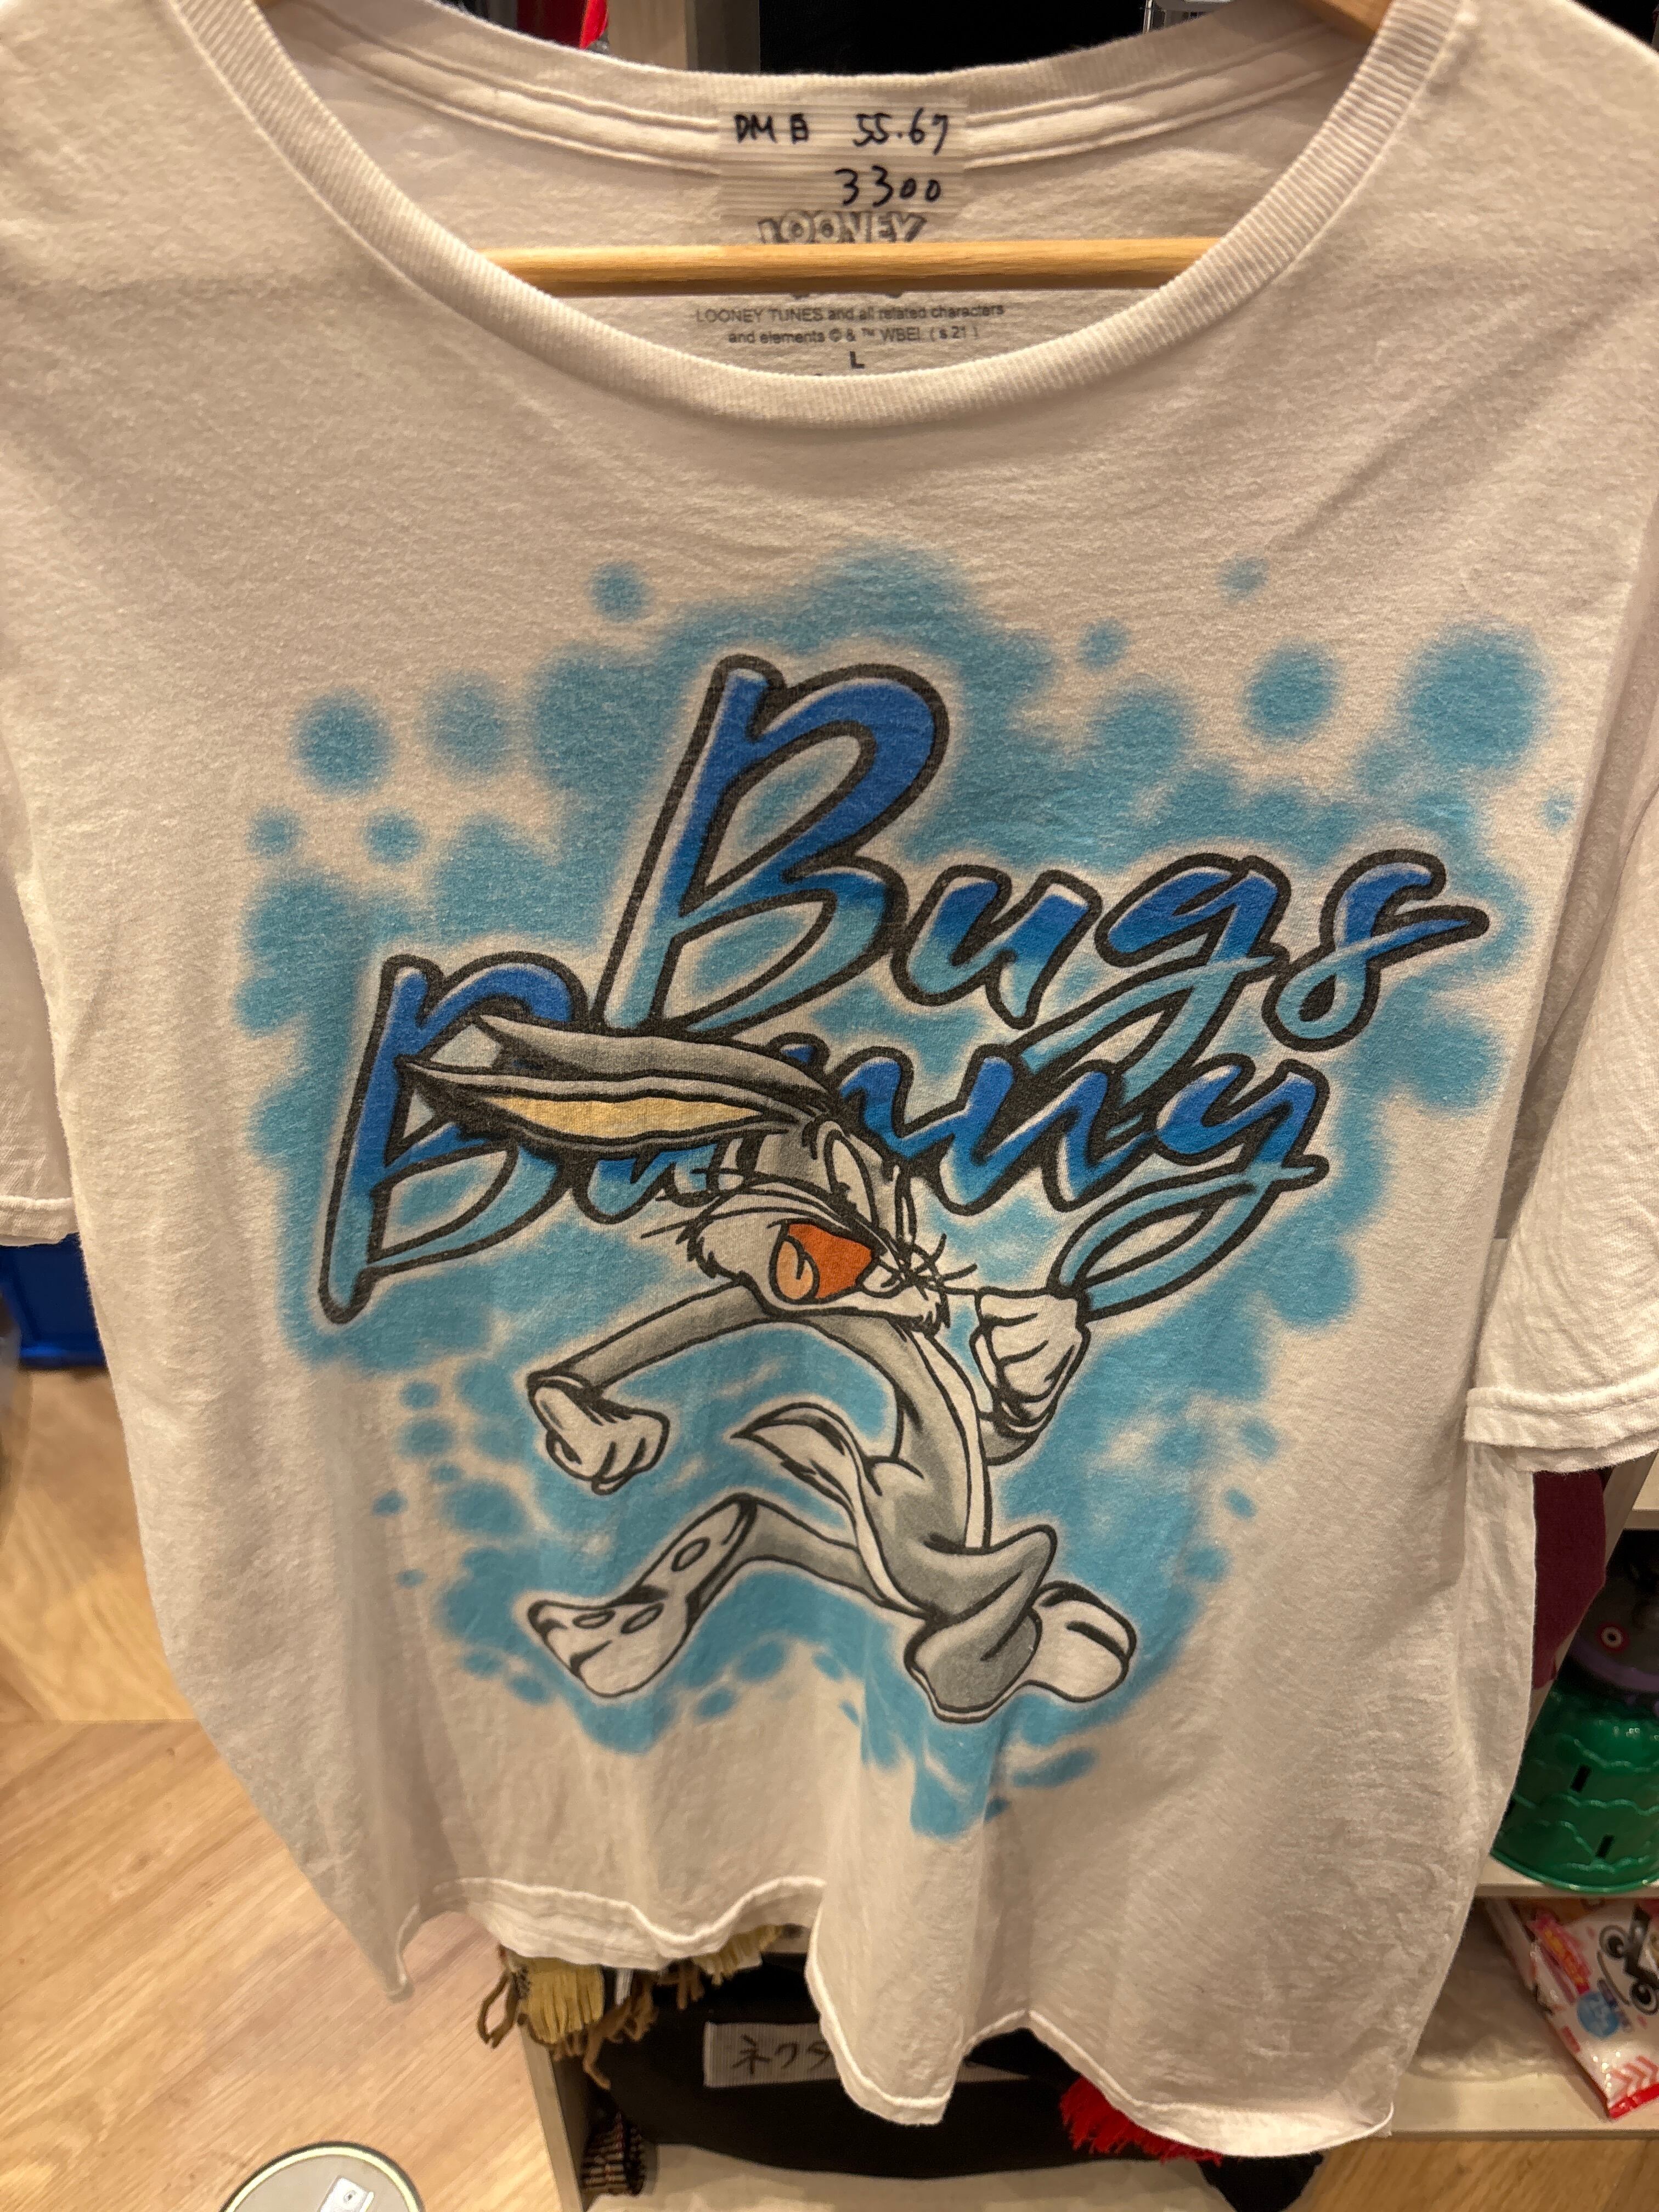 DM 白 55.67
3300
LOONEY
LOONEY TUNES and all related characters
and elements © & ™ WBEI. (s21)
L
Bugs
Bunny
ネクタ